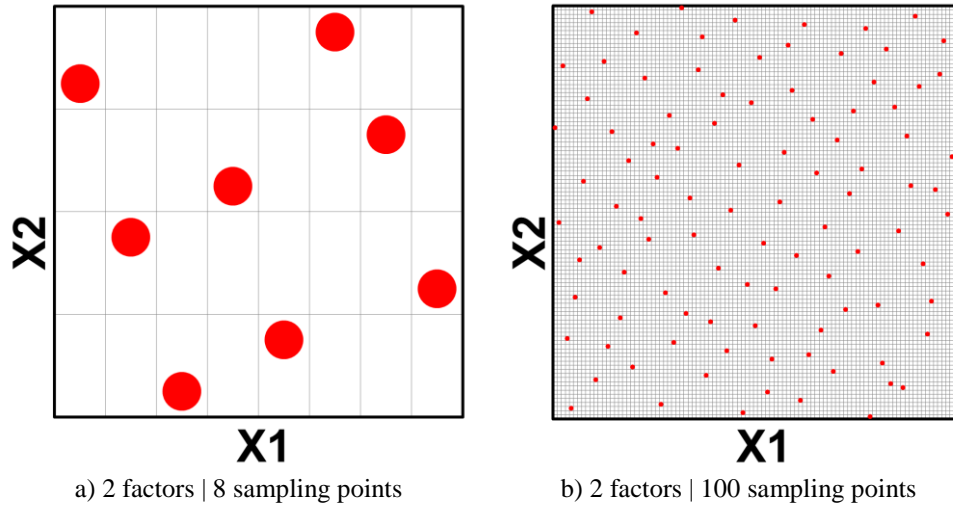 X2
X1
a) 2 factors | 8 sampling points
X2
X1
b) 2 factors | 100 sampling points